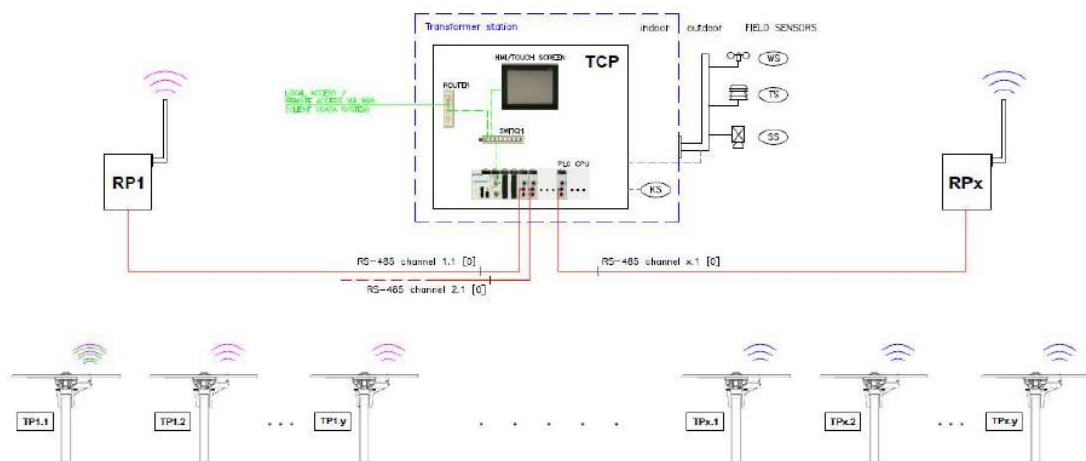 Transformer station
indoor
outdoor
FIELD SENSORS
HMI/TOUCH SCREEN
TCP
ROUTER
LOCAL ACCESS /
REMOTE ACCESS VIA WAN
(CLIENT SCADA SYSTEM)
SWITCH
PLC CPU
WS
TS
SS
KS
RP1
RPx
RS-485 channel 1.1 [0]
RS-485 channel 2.1 [0]
RS-485 channel x.1 [0]
TP1.1
TP1.2
...
TP1.y
. . . . .
TPx.1
TPx.2
...
TPx.y